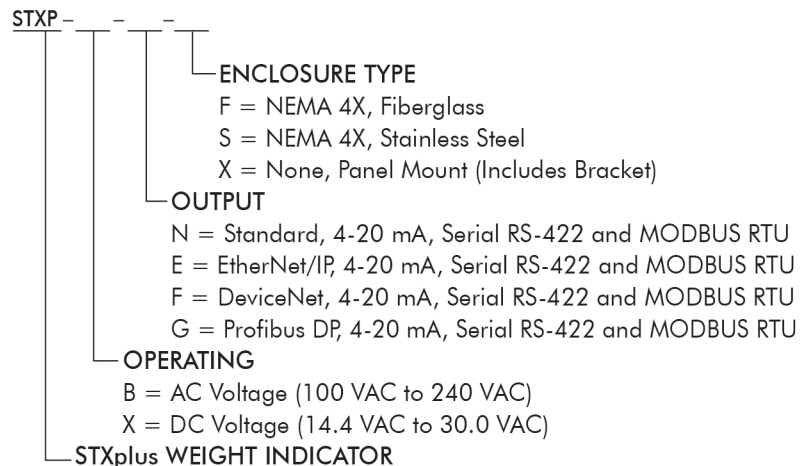 STXP – __ – __ – __
ENCLOSURE TYPE
F = NEMA 4X, Fiberglass
S = NEMA 4X, Stainless Steel
X = None, Panel Mount (Includes Bracket)
OUTPUT
N = Standard, 4-20 mA, Serial RS-422 and MODBUS RTU
E = EtherNet/IP, 4-20 mA, Serial RS-422 and MODBUS RTU
F = DeviceNet, 4-20 mA, Serial RS-422 and MODBUS RTU
G = Profibus DP, 4-20 mA, Serial RS-422 and MODBUS RTU
OPERATING
B = AC Voltage (100 VAC to 240 VAC)
X = DC Voltage (14.4 VAC to 30.0 VAC)
STXplus WEIGHT INDICATOR